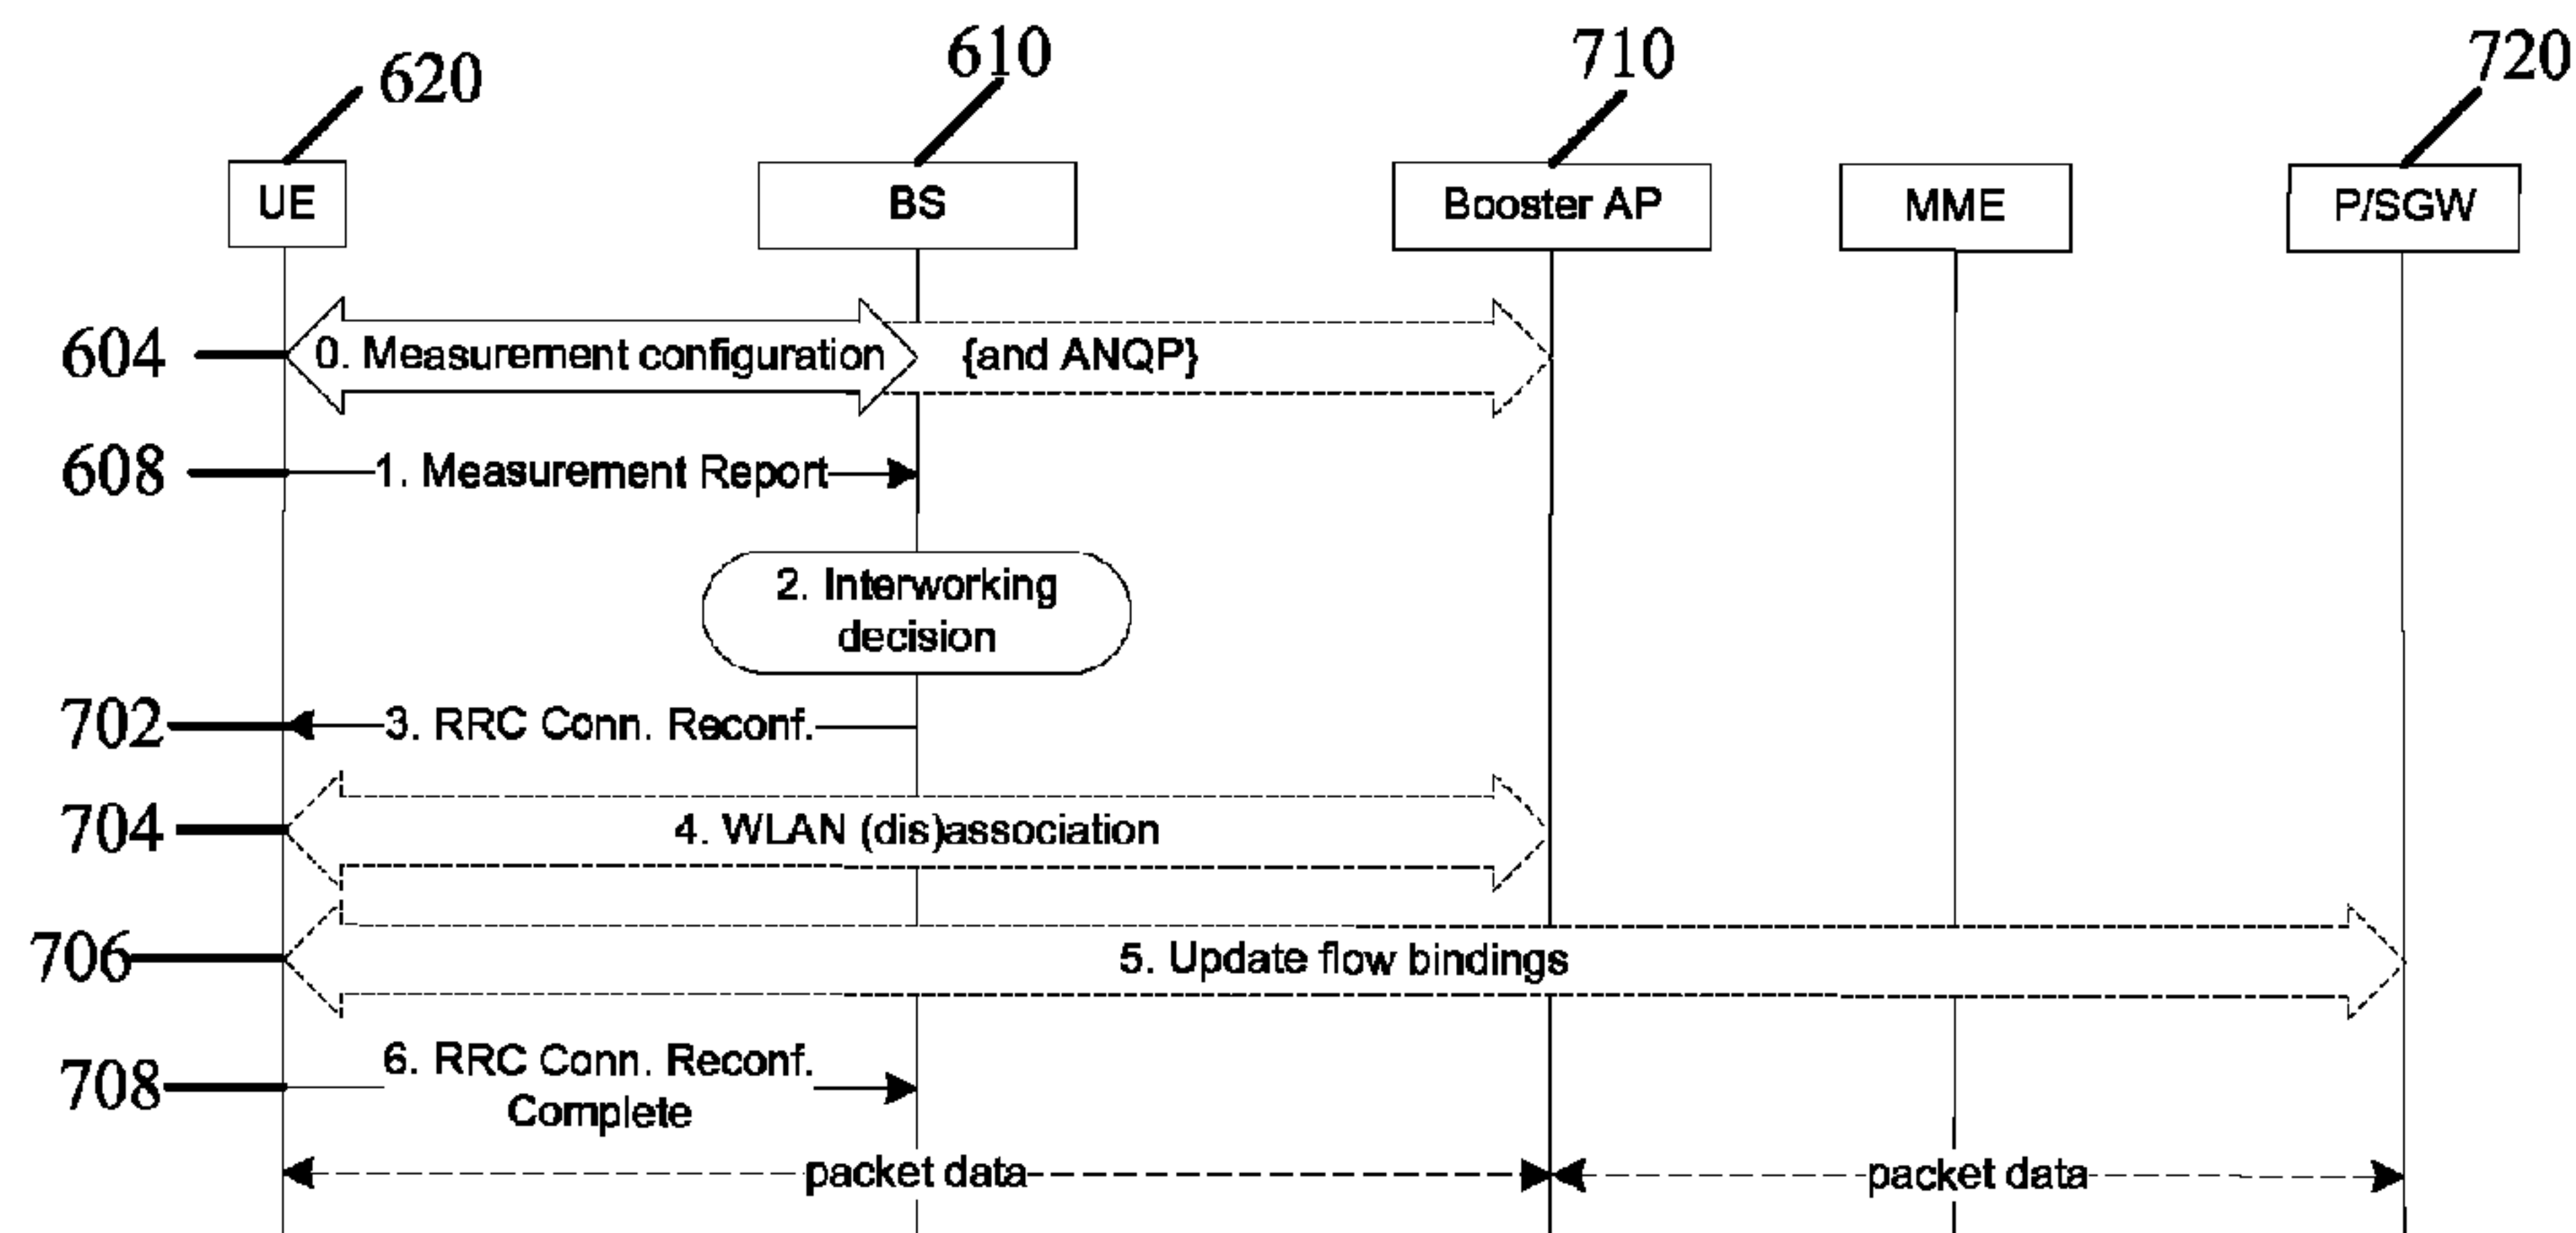 620
610
710
720
UE
BS
Booster AP
MME
P/SGW
604
0. Measurement configuration
{and ANQP}
608
1. Measurement Report
2. Interworking
decision
702
3. RRC Conn. Reconf.
704
4. WLAN (dis)association
706
5. Update flow bindings
708
6. RRC Conn. Reconf.
Complete
packet data
packet data